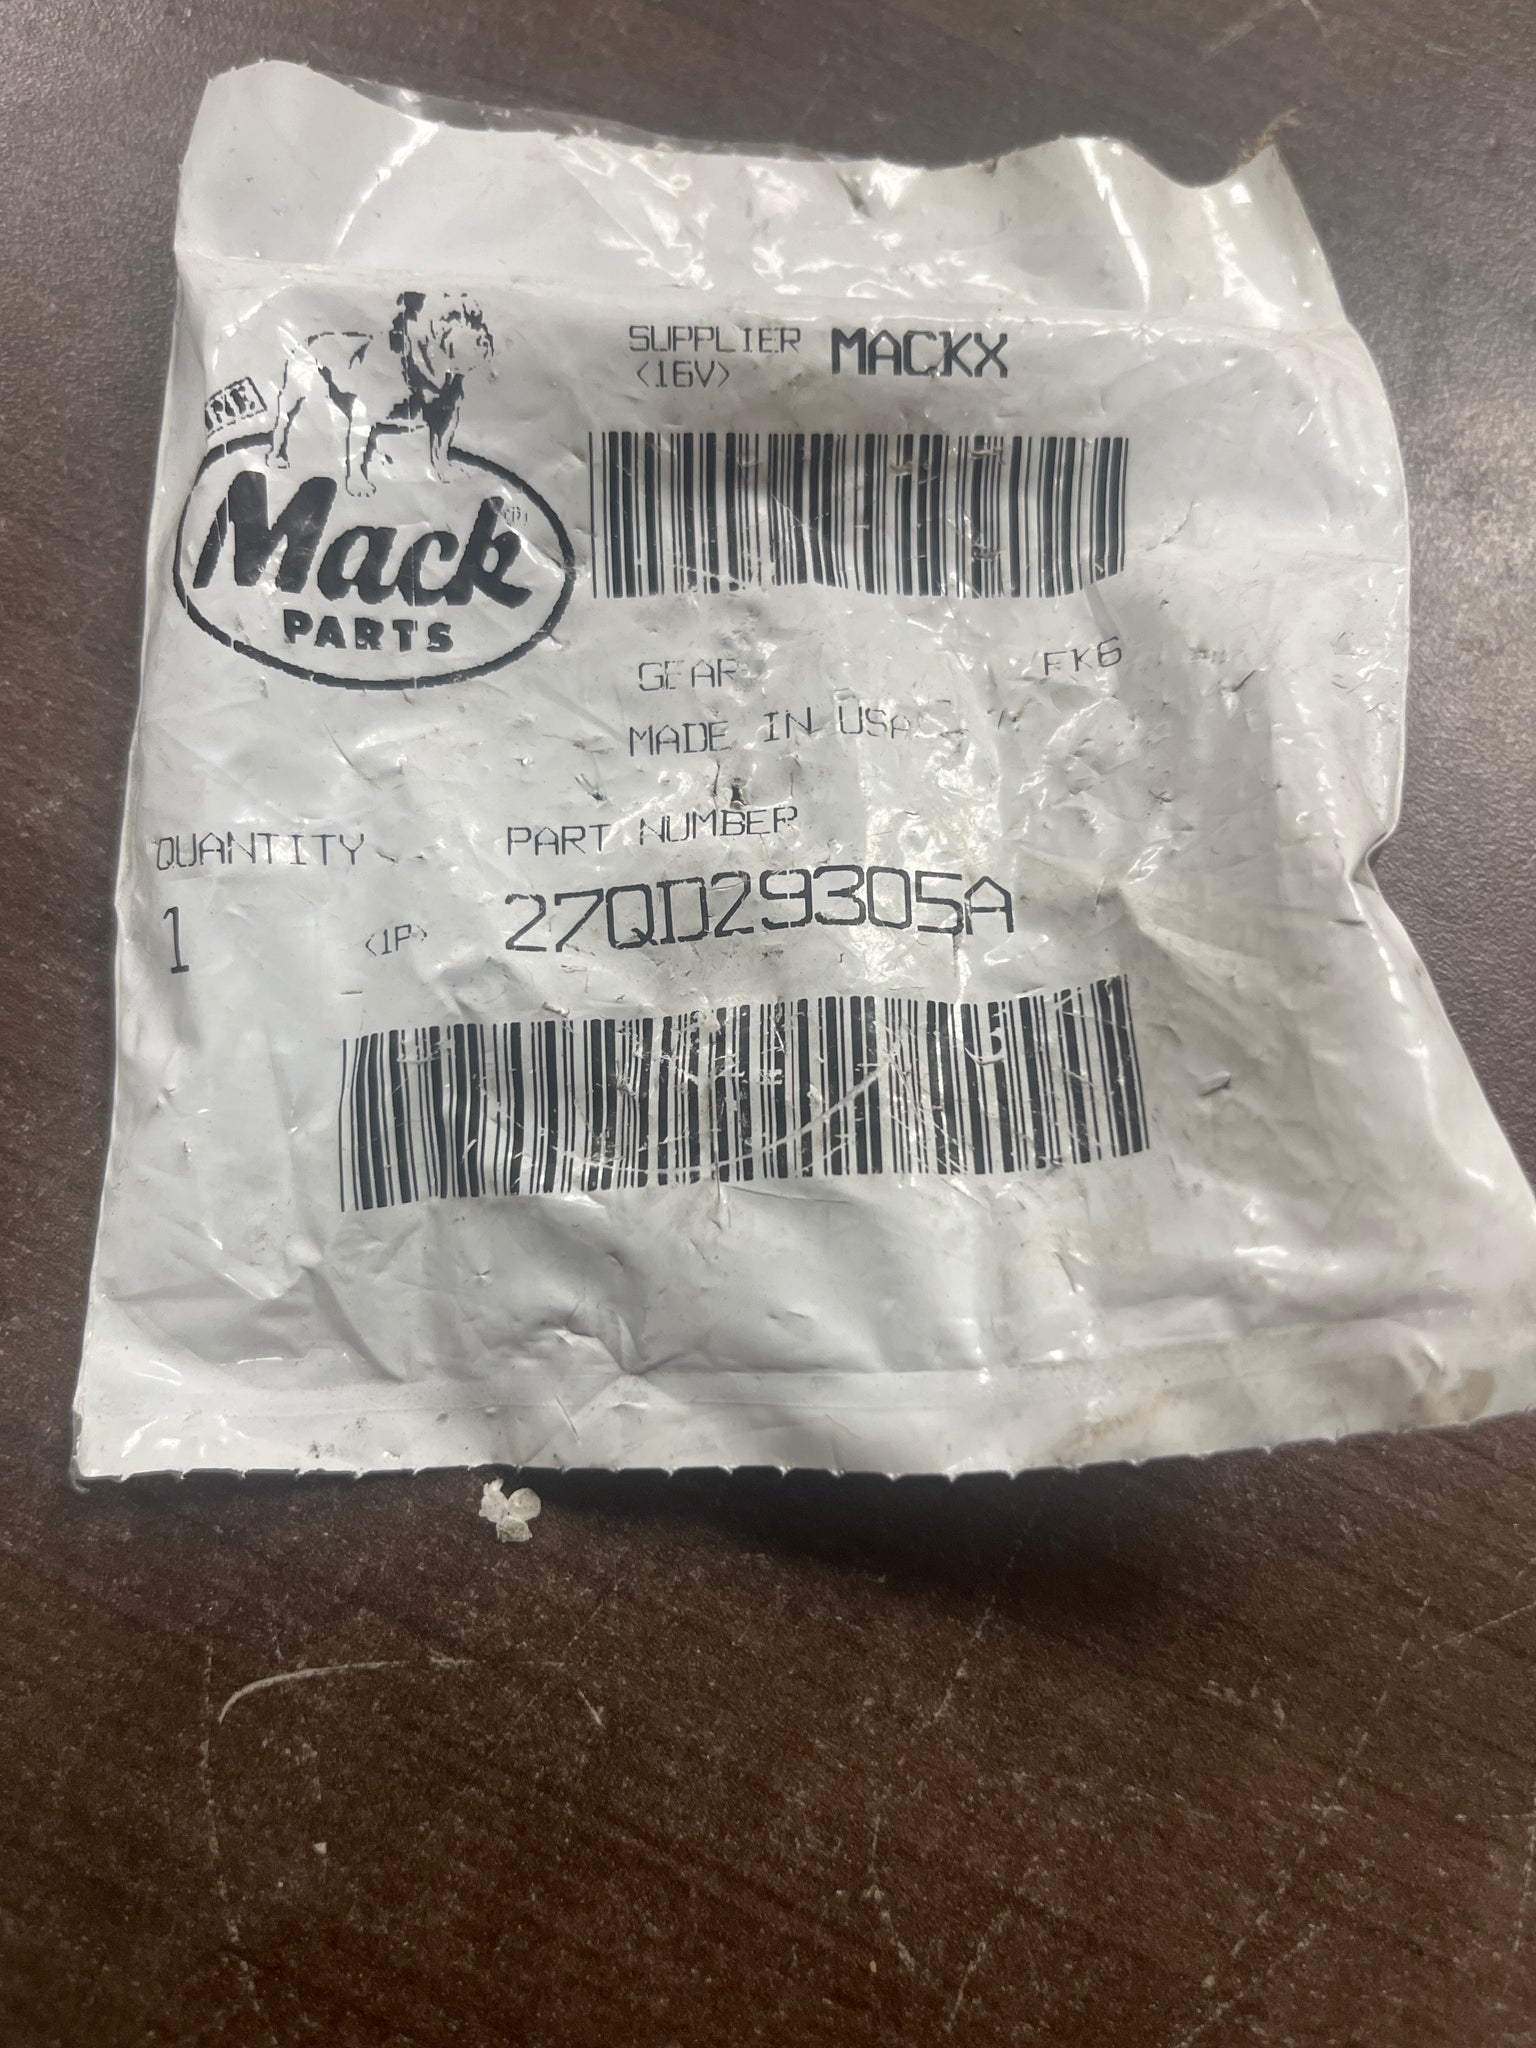 SUPPLIER MACKX
(16V)
Mack
PARTS
GEAR FK6
MADE IN USA
QUANTITY PART NUMBER
1 (1P) 27QD29305A